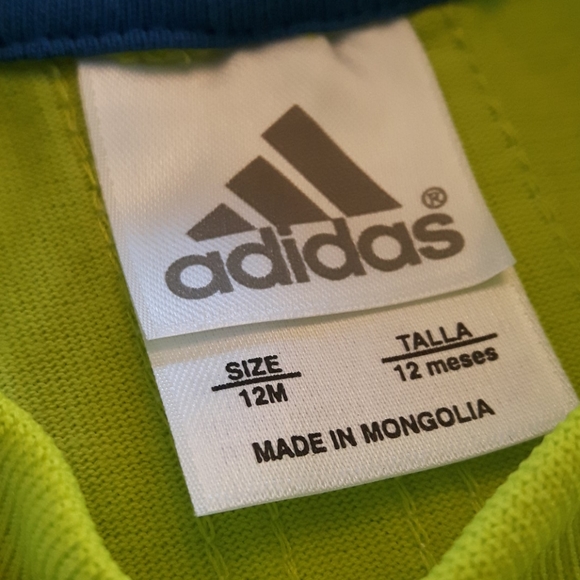 adidas®
SIZE TALLA
12M 12 meses
MADE IN MONGOLIA